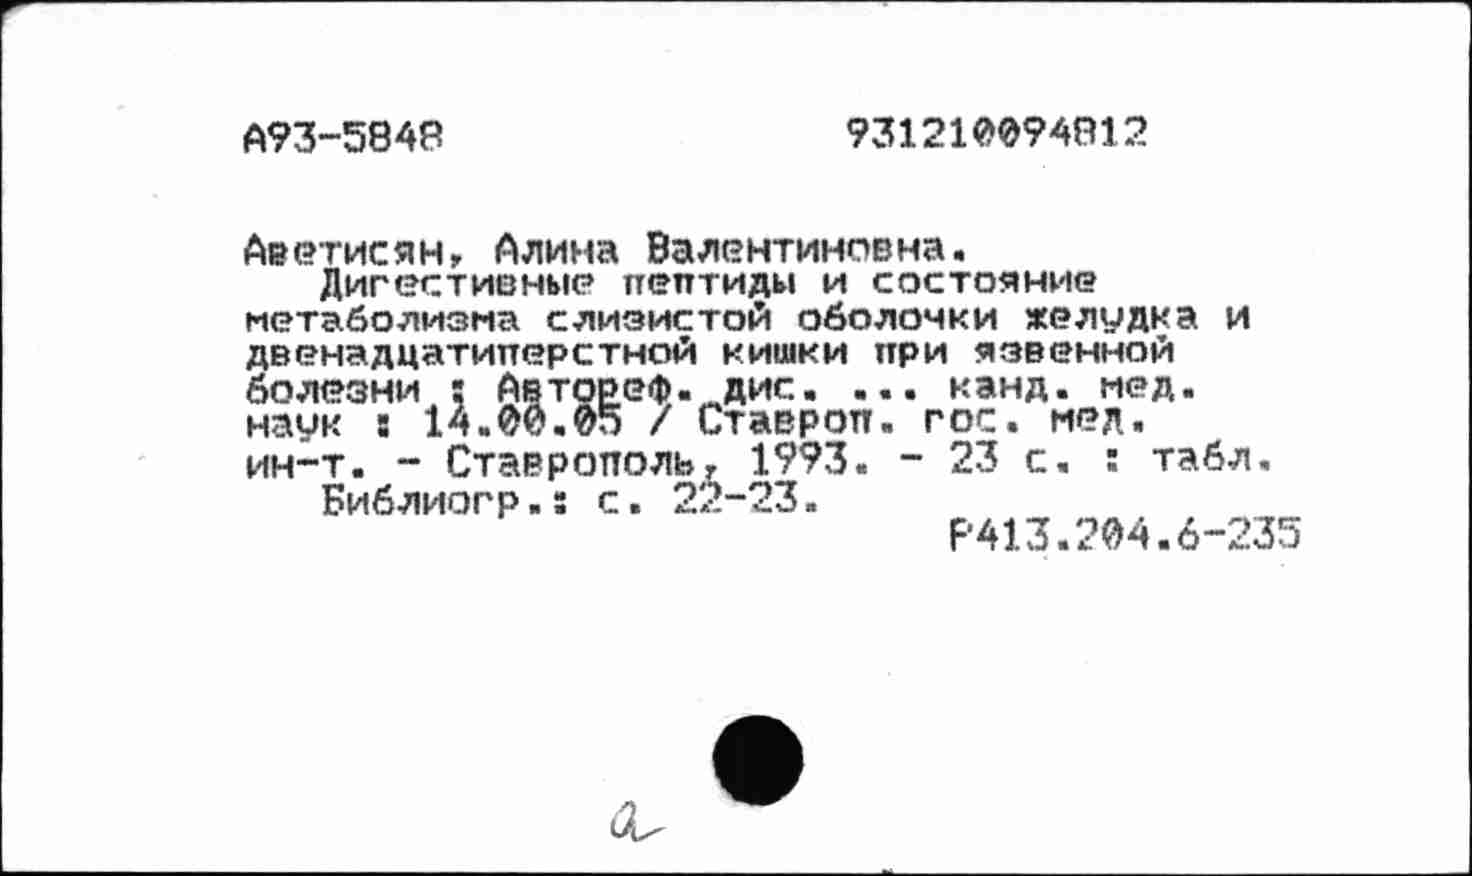 А93-5848 931210094812
Аветисян, Алина Валентиновна.
Дигестивные пептиды и состояние
метаболизма слизистой оболочки желудка и
двенадцатиперстной кишки при язвенной
болезни : Автореф. дис. ... канд. мед.
наук : 14.00.05 / Ставроп. гос. мед.
ин-т. - Ставрополь, 1993. - 23 с. : табл.
Библиогр.: с. 22-23.
Р413.204.6-235
а